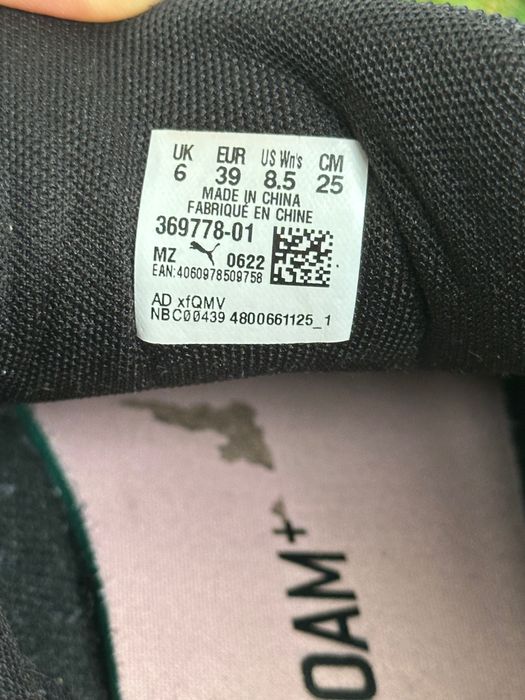 UK EUR US Wn's CM
6 39 8.5 25
MADE IN CHINA
FABRIQUÉ EN CHINE
369778-01
MZ 0622
EAN:4060978509758
AD xfQMV
NBC00439 4800661125_1
OAM+